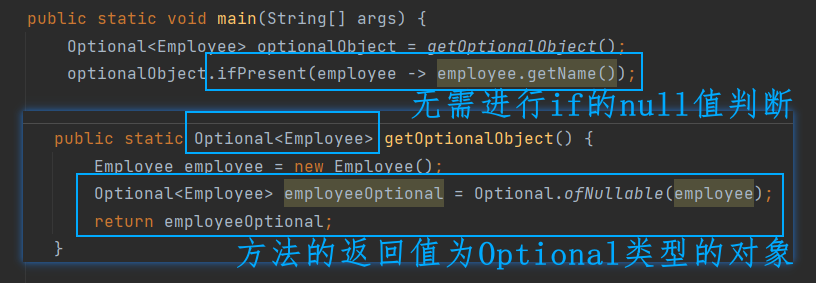 public static void main(String[] args) {
Optional<Employee> optionalObject = getOptionalObject();
optionalObject.ifPresent(employee -> employee.getName());
无需进行if的null值判断
public static Optional<Employee> getOptionalObject() {
Employee employee = new Employee();
Optional<Employee> employeeOptional = Optional.ofNullable(employee);
return employeeOptional;
}
方法的返回值为Optional类型的对象